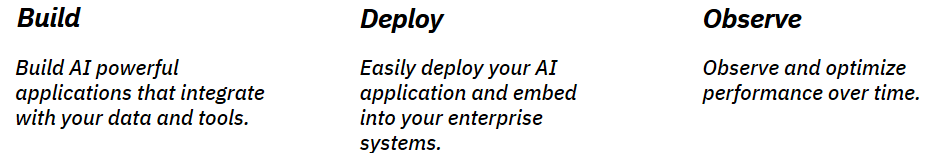 Build
Build AI powerful
applications that integrate
with your data and tools.
Deploy
Easily deploy your AI
application and embed
into your enterprise
systems.
Observe
Observe and optimize
performance over time.